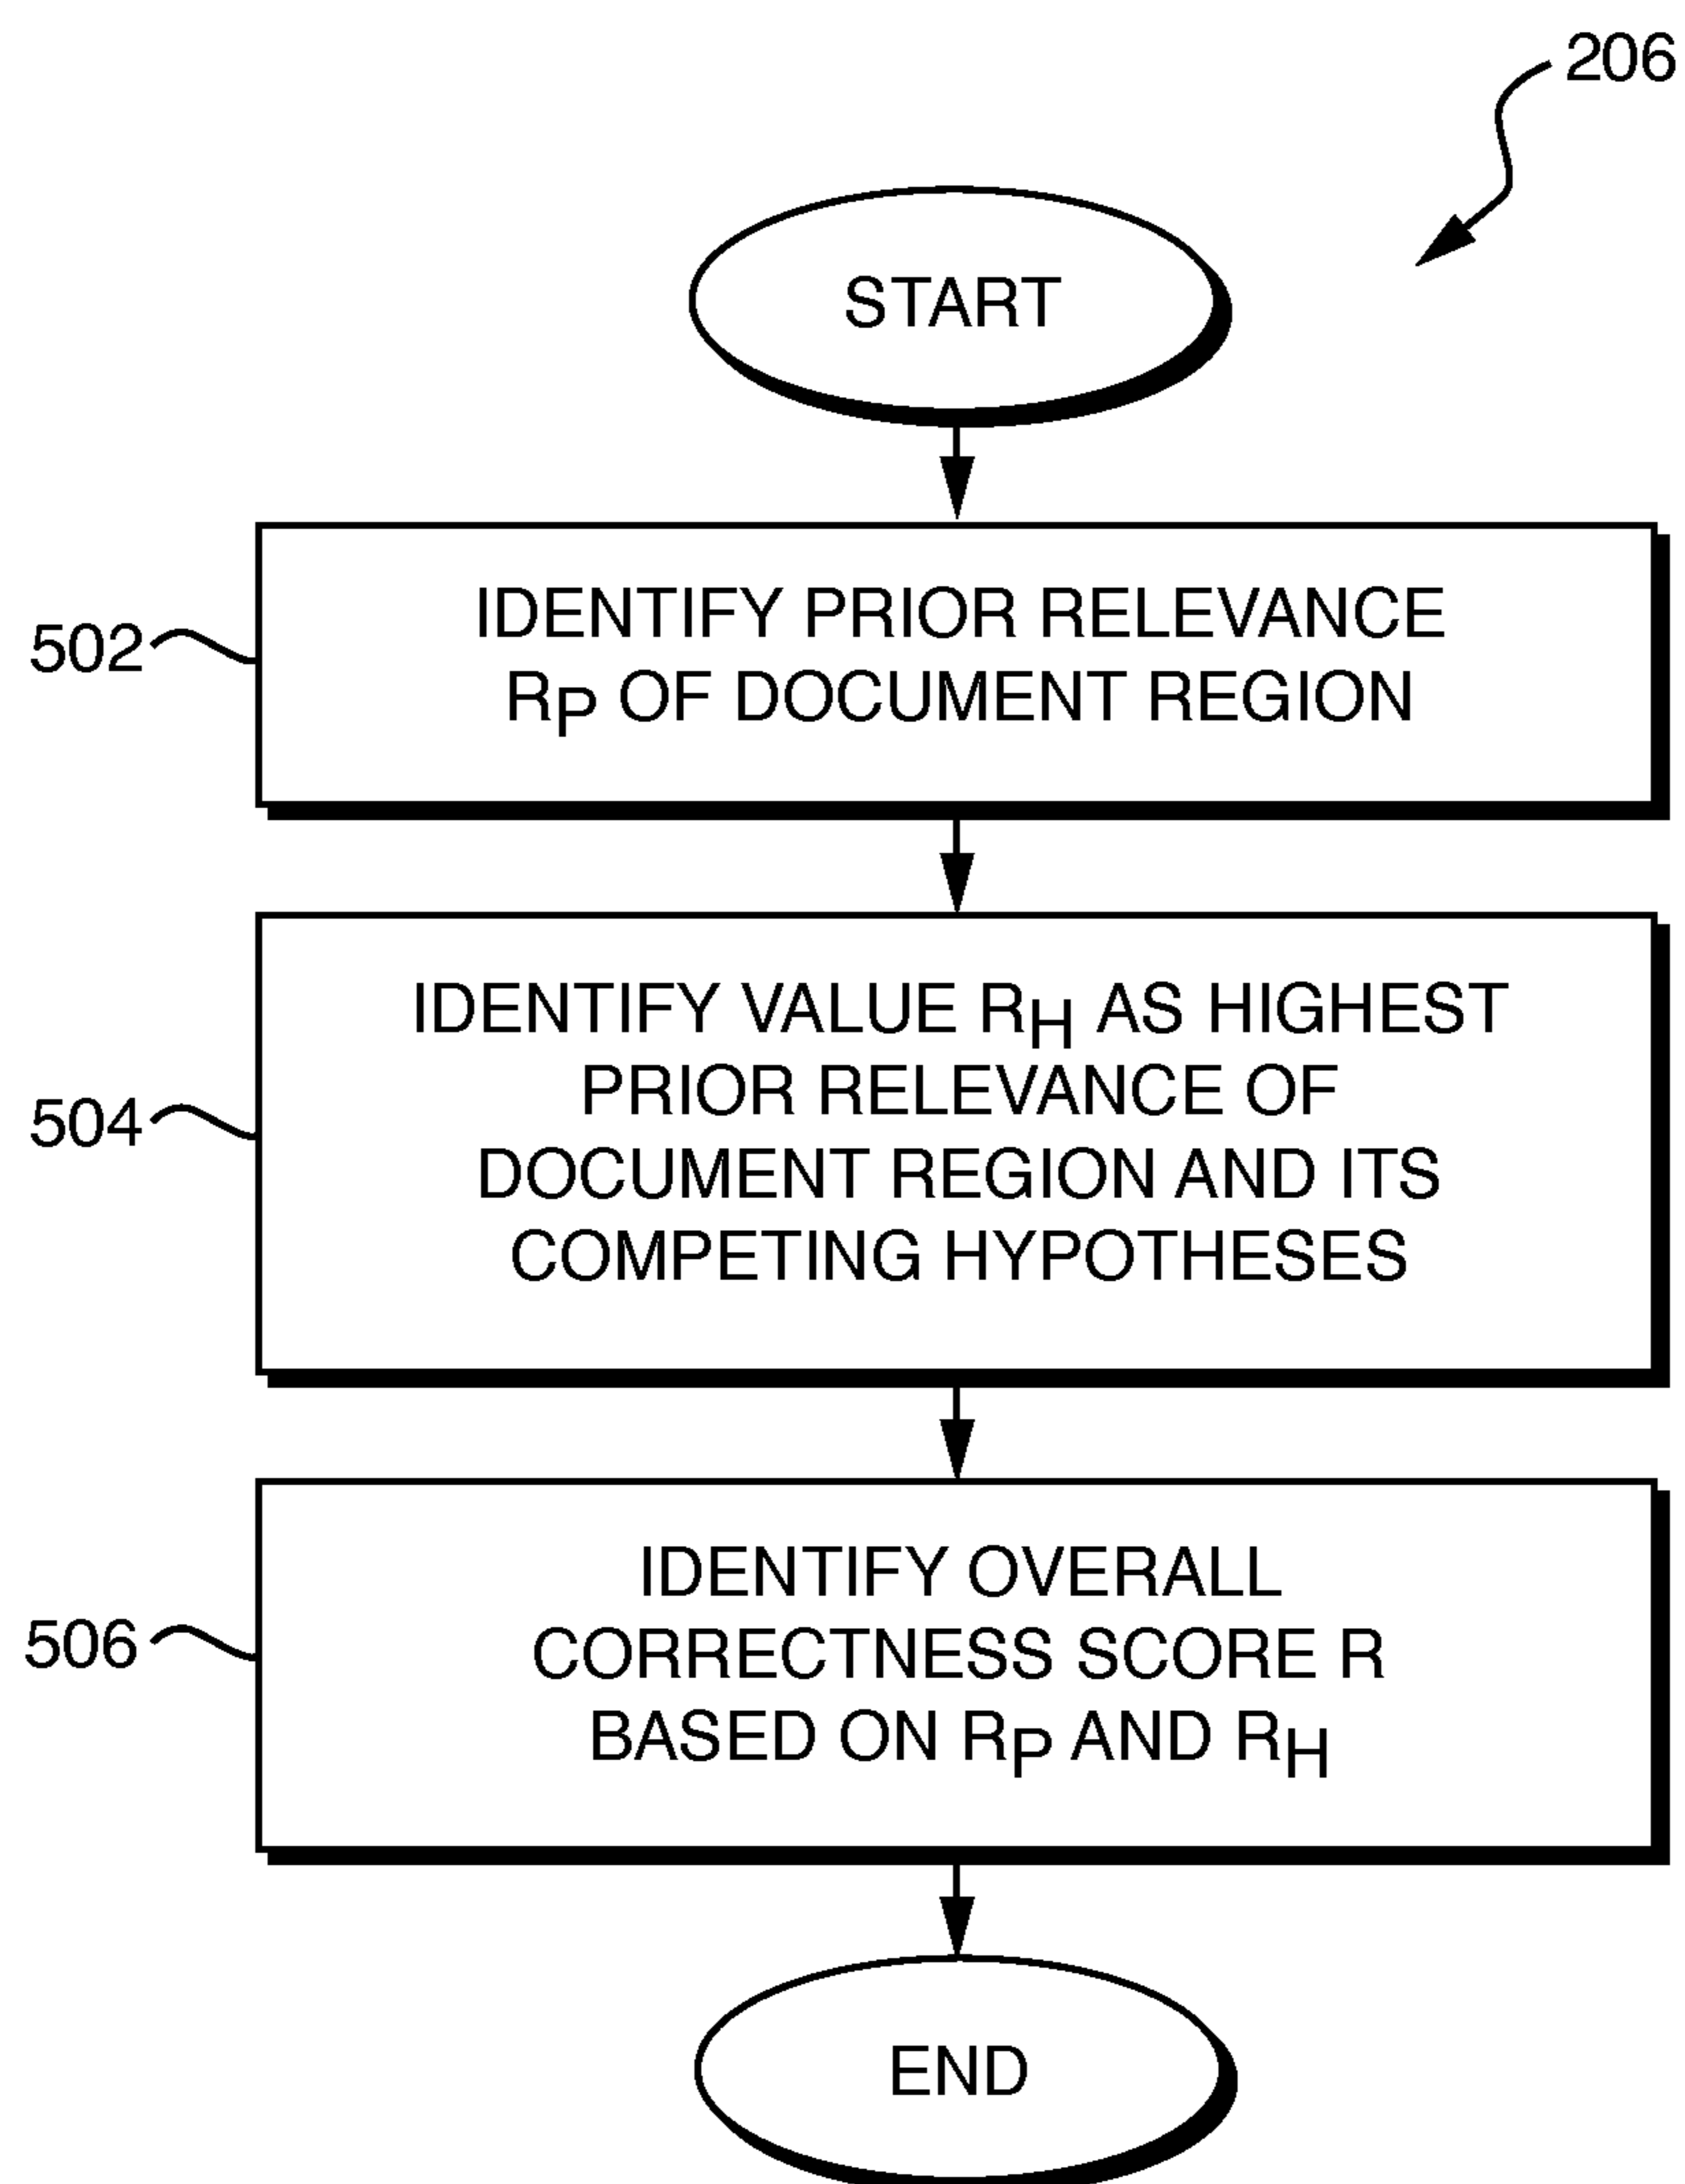 206
START
502
IDENTIFY PRIOR RELEVANCE
RP OF DOCUMENT REGION
504
IDENTIFY VALUE RH AS HIGHEST
PRIOR RELEVANCE OF
DOCUMENT REGION AND ITS
COMPETING HYPOTHESES
506
IDENTIFY OVERALL
CORRECTNESS SCORE R
BASED ON RP AND RH
END